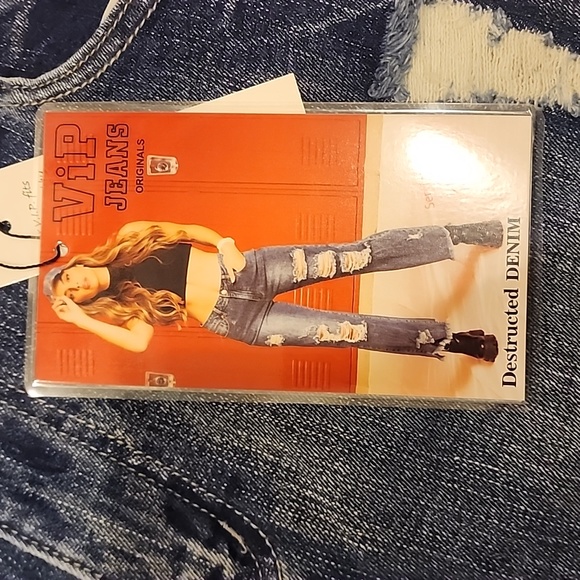 ViP
JEANS
ORIGINALS
Destructed DENIM